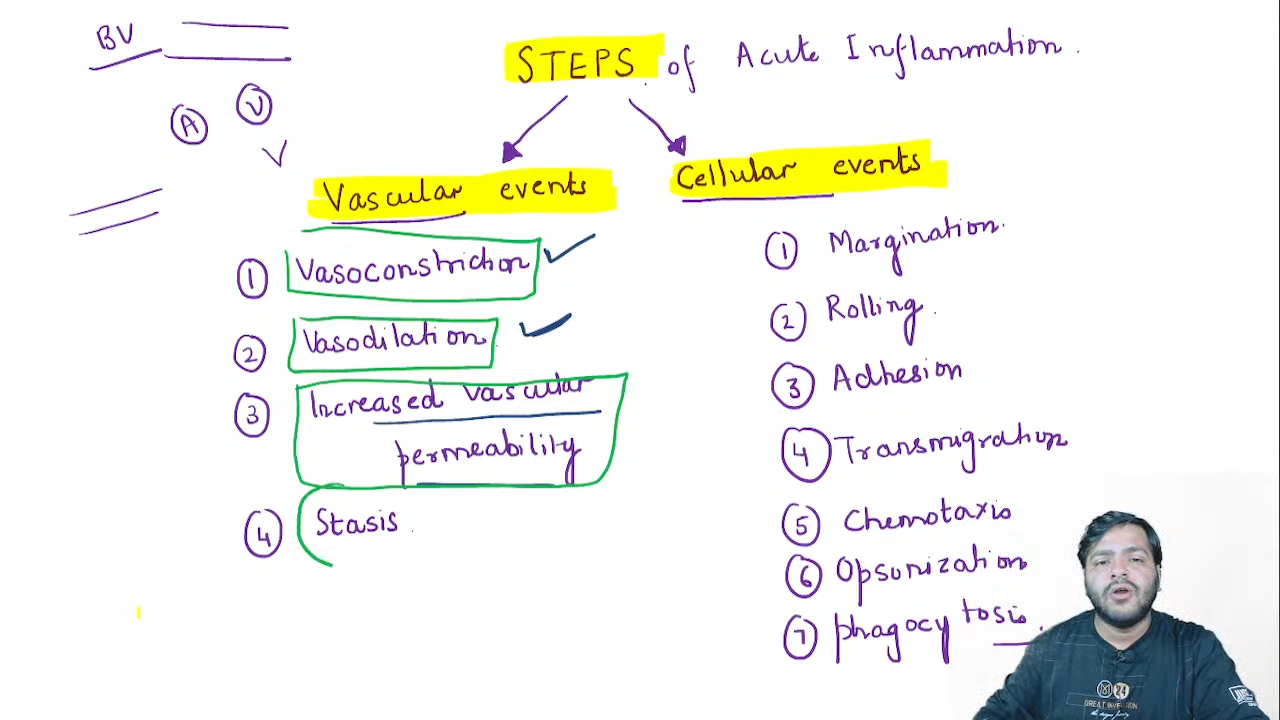 BV
STEPS of Acute Inflammation.
A
V
V
Vascular events
Cellular events
1 Vasoconstriction
2 Vasodilation
3 Increased vascular
permeability
4 Stasis
1 Margination.
2 Rolling.
3 Adhesion
4 Transmigration
5 Chemotaxis
6 Opsonization
7 phagocytosis.
24